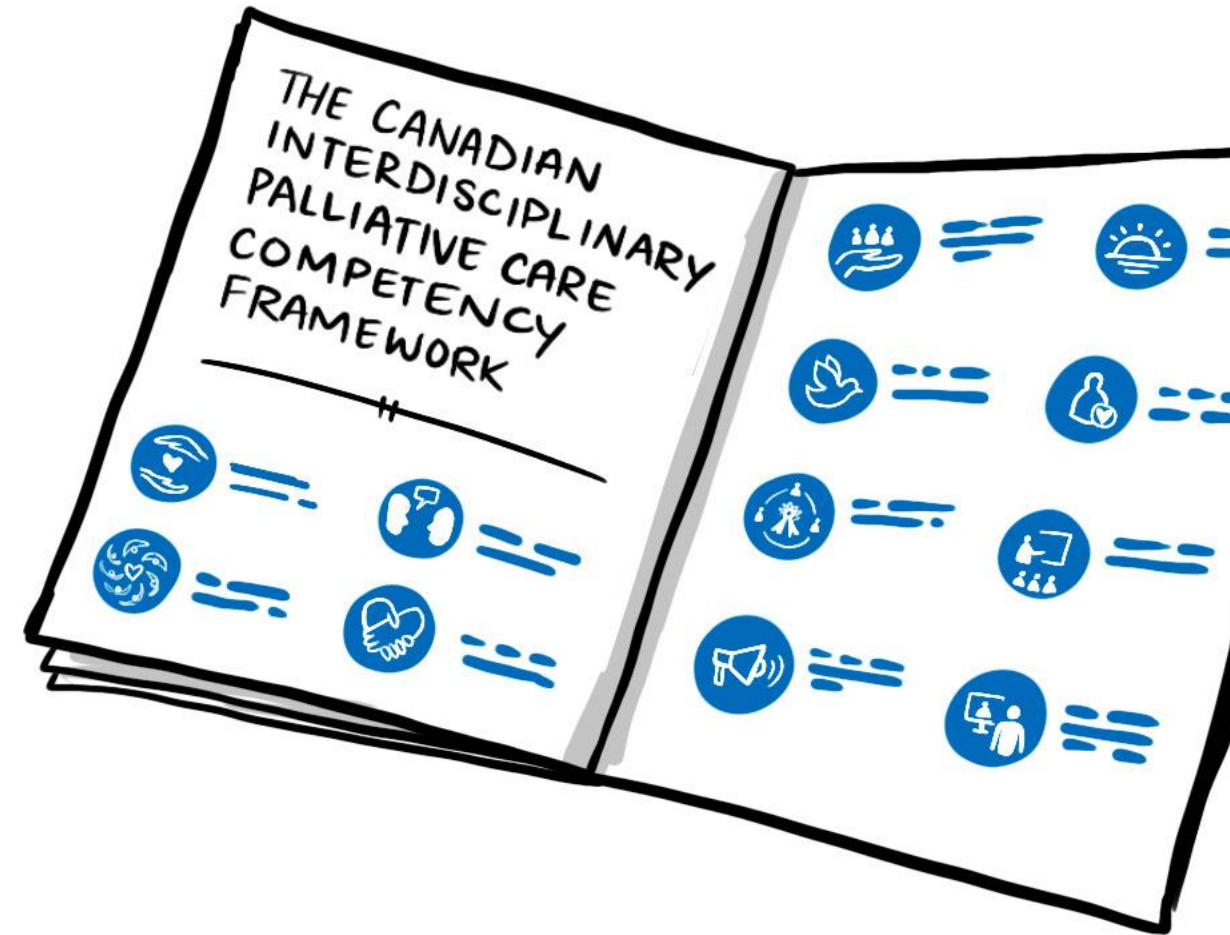 THE CANADIAN
INTERDISCIPLINARY
PALLIATIVE CARE
COMPETENCY
FRAMEWORK